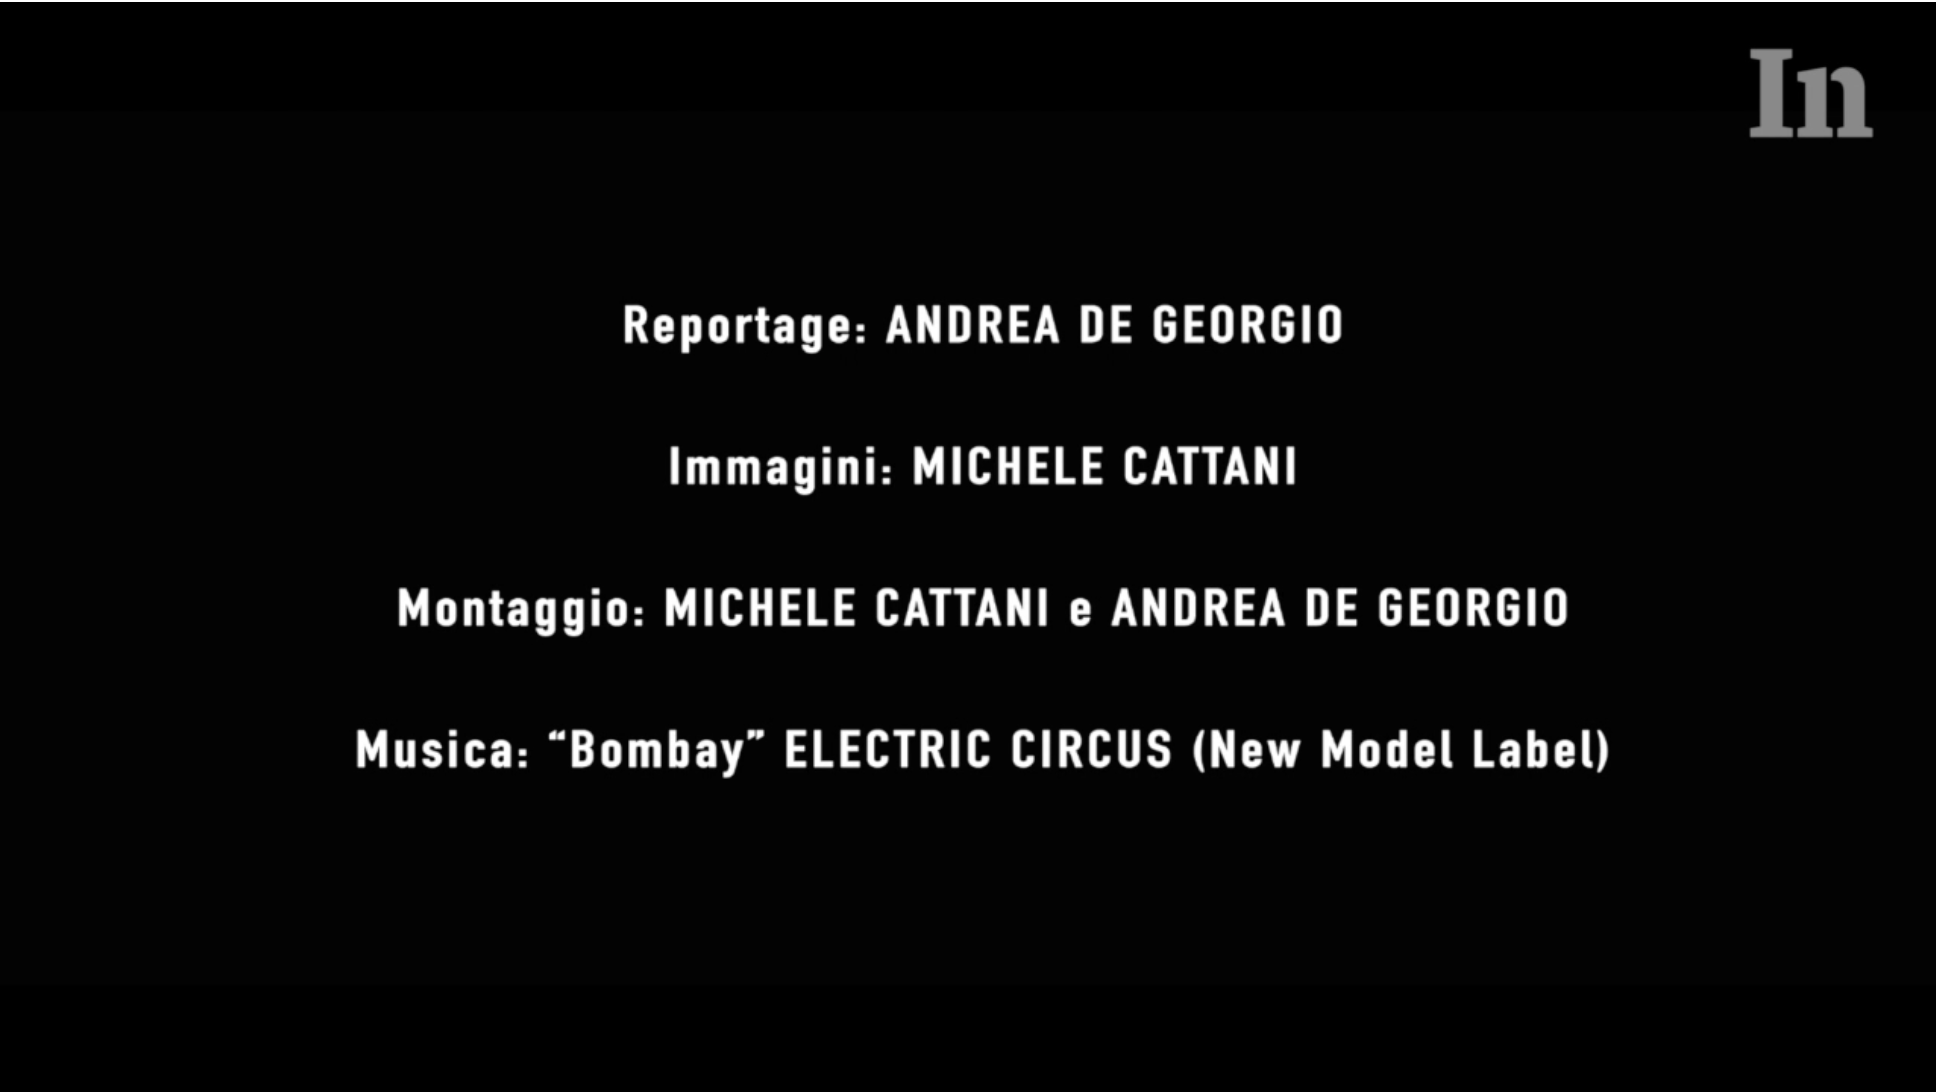 In
Reportage: ANDREA DE GEORGIO
Immagini: MICHELE CATTANI
Montaggio: MICHELE CATTANI e ANDREA DE GEORGIO
Musica: “Bombay” ELECTRIC CIRCUS (New Model Label)